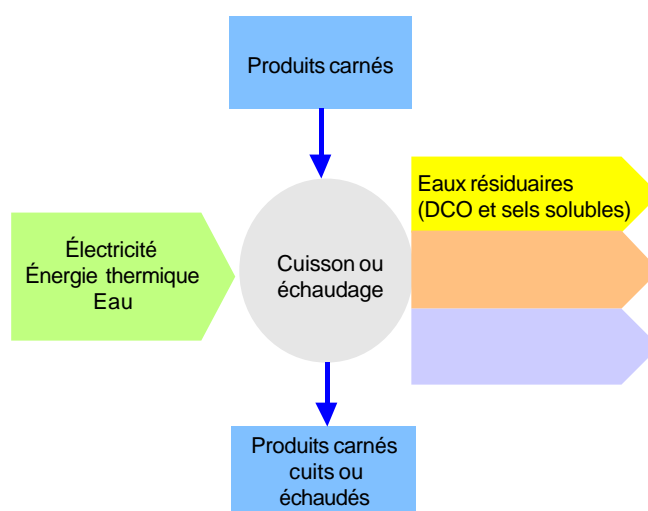 Produits carnés
Eaux résiduaires
(DCO et sels solubles)
Électricité
Énergie thermique
Eau
Cuisson ou
échaudage
Produits carnés
cuits ou
échaudés